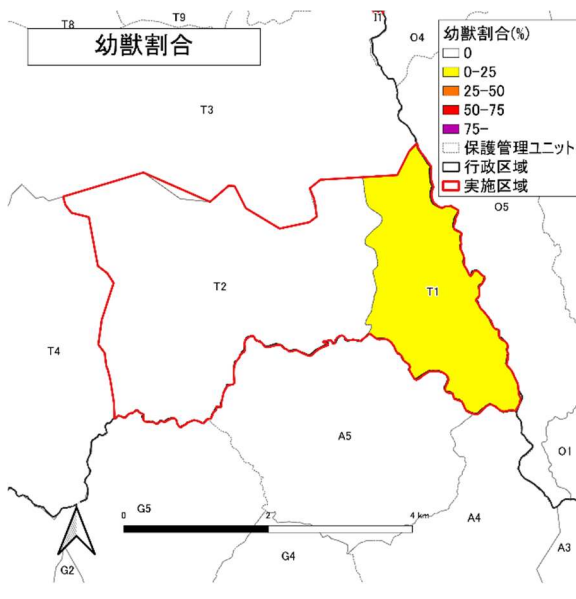 T8
T9
I1
O4
幼獣割合
幼獣割合(%)
0
0-25
25-50
50-75
75-
保護管理ユニット
行政区域
実施区域
T3
O5
T2
T1
T4
A5
O1
G5
0
2
4 km
A4
G4
G2
A3